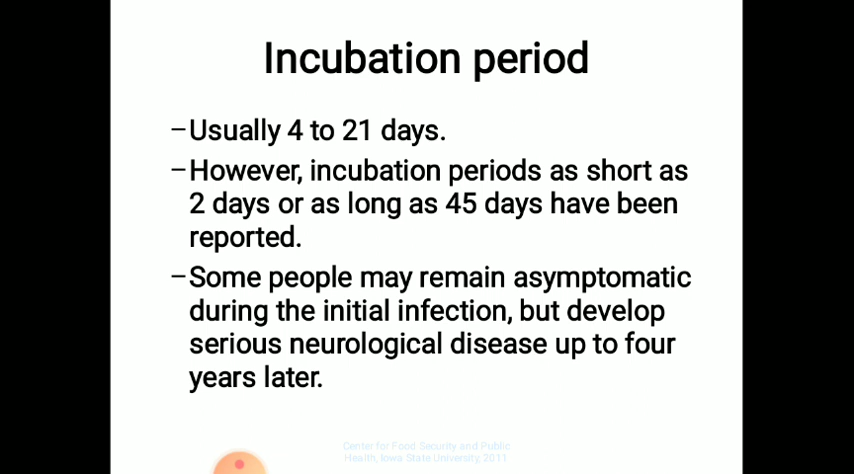 Incubation period
–Usually 4 to 21 days.
–However, incubation periods as short as
2 days or as long as 45 days have been
reported.
–Some people may remain asymptomatic
during the initial infection, but develop
serious neurological disease up to four
years later.
Center for Food Security and Public
Health, Iowa State University, 2011